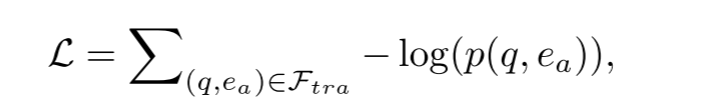 ℒ = ∑_{(q,e_a)∈ℱ_{tra}} − log(p(q, e_a)),